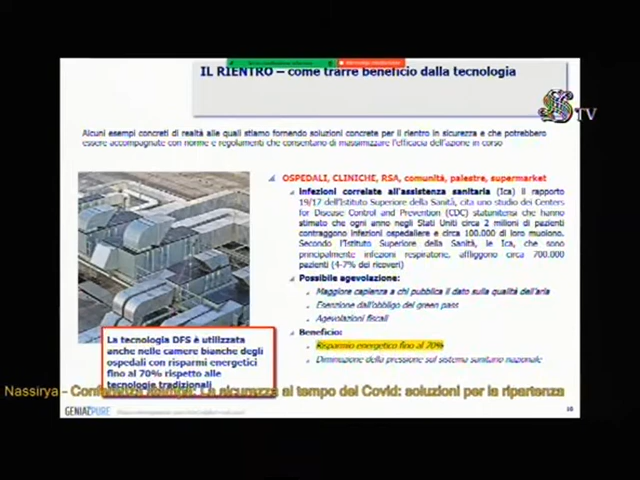 IL RIENTRO – come trarre beneficio dalla tecnologia
TV
Alcuni esempi concreti di realtà alle quali stiamo fornendo soluzioni concrete per il rientro in sicurezza e che potrebbero
essere accompagnate con norme e regolamenti che consentano di massimizzare l'efficacia dell'azione in corso
OSPEDALI, CLINICHE, RSA, comunità, palestre, supermarket
Infezioni correlate all'assistenza sanitaria (Ica) il rapporto
19/17 dell'Istituto Superiore della Sanità, cita uno studio dei Centers
for Disease Control and Prevention (CDC) statunitensi che hanno
stimato che ogni anno negli Stati Uniti circa 2 milioni di pazienti
contraggono infezioni ospedaliere e circa 100.000 di loro muoiono.
Secondo l'Istituto Superiore della Sanità, le Ica, che sono
principalmente infezioni respiratorie, affliggono circa 700.000
pazienti (4-7% dei ricoveri)
Possibile agevolazione:
Maggiore capienza a chi pubblica il dato sulla qualità dell'aria
Esenzione dall'obbligo del green pass
Agevolazioni fiscali
Beneficio:
Risparmio energetico fino al 70%
Diminuzione della pressione sul sistema sanitario nazionale
La tecnologia DFS è utilizzata
anche nelle camere bianche degli
ospedali con risparmi energetici
fino al 70% rispetto alle
tecnologie tradizionali
Nassirya - Conferenza stampa: La sicurezza al tempo del Covid: soluzioni per la ripartenza
GENIAZPURE